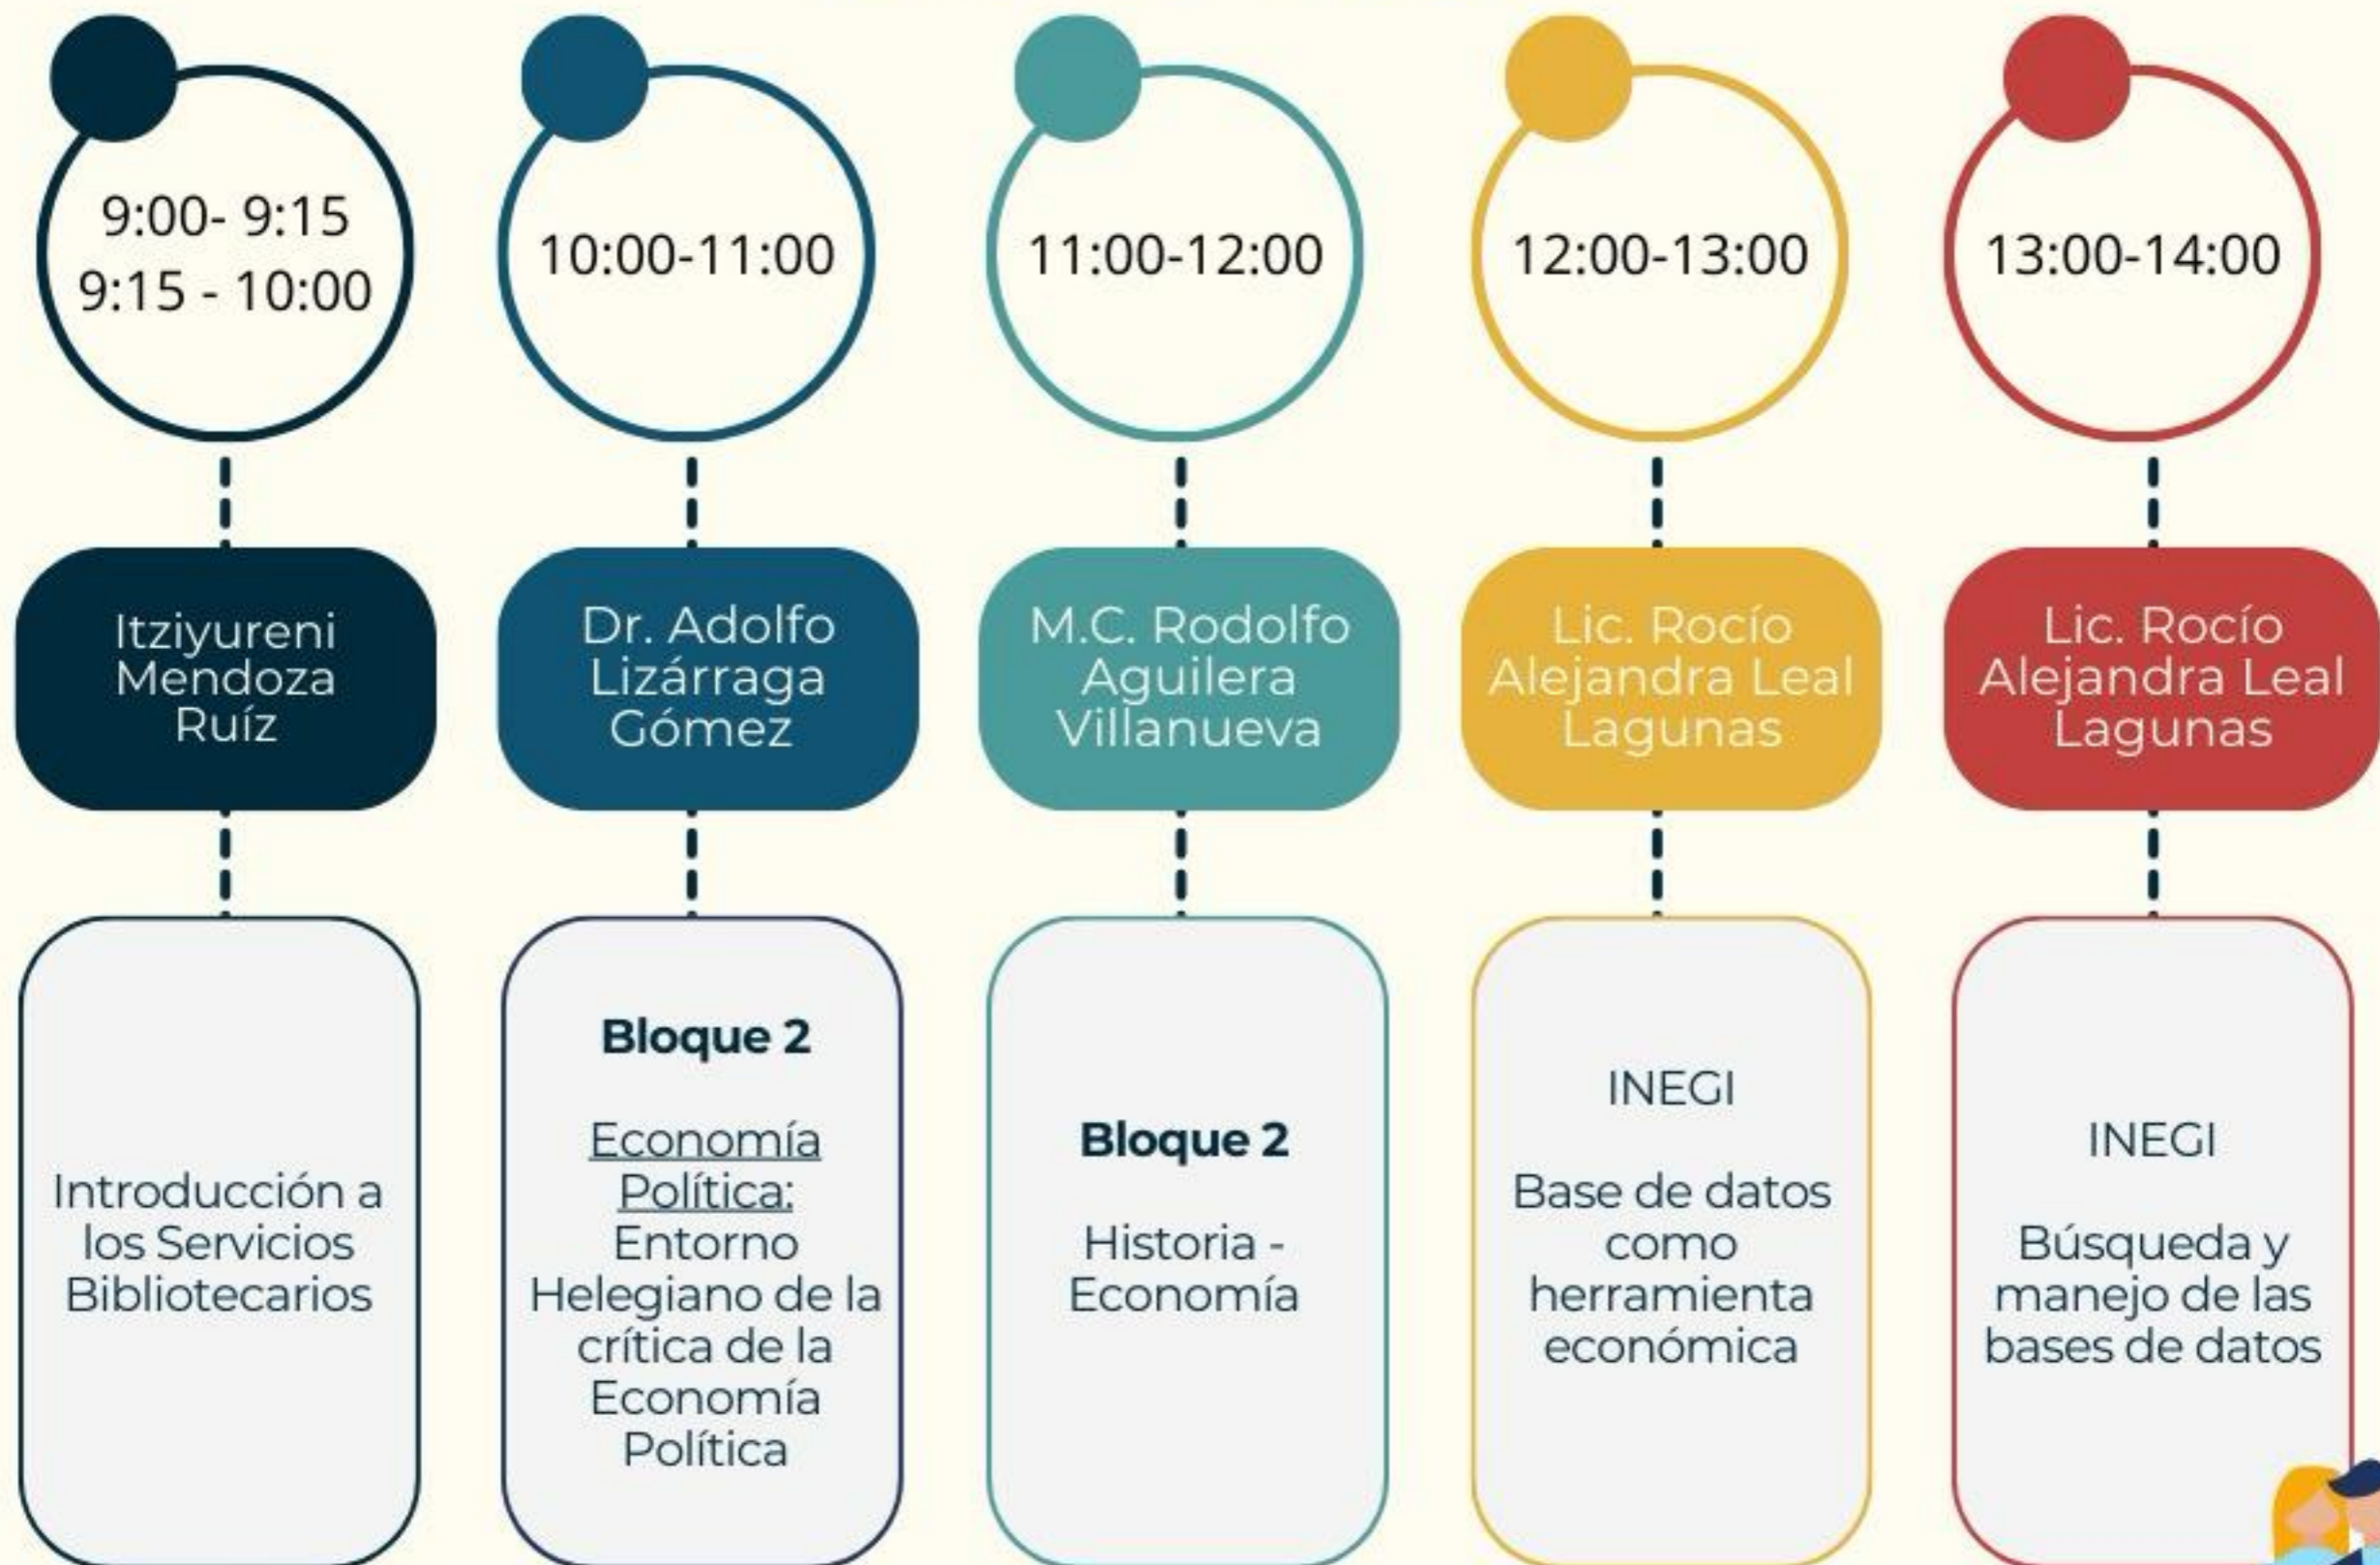 9:00- 9:15
9:15 - 10:00
10:00-11:00
11:00-12:00
12:00-13:00
13:00-14:00
Itziyureni
Mendoza
Ruíz
Dr. Adolfo
Lizárraga
Gómez
M.C. Rodolfo
Aguilera
Villanueva
Lic. Rocío
Alejandra Leal
Lagunas
Lic. Rocío
Alejandra Leal
Lagunas
Introducción a
los Servicios
Bibliotecarios
Bloque 2
Economía
Política:
Entorno
Helegiano de la
crítica de la
Economía
Política
Bloque 2
Historia -
Economía
INEGI
Base de datos
como
herramienta
económica
INEGI
Búsqueda y
manejo de las
bases de datos